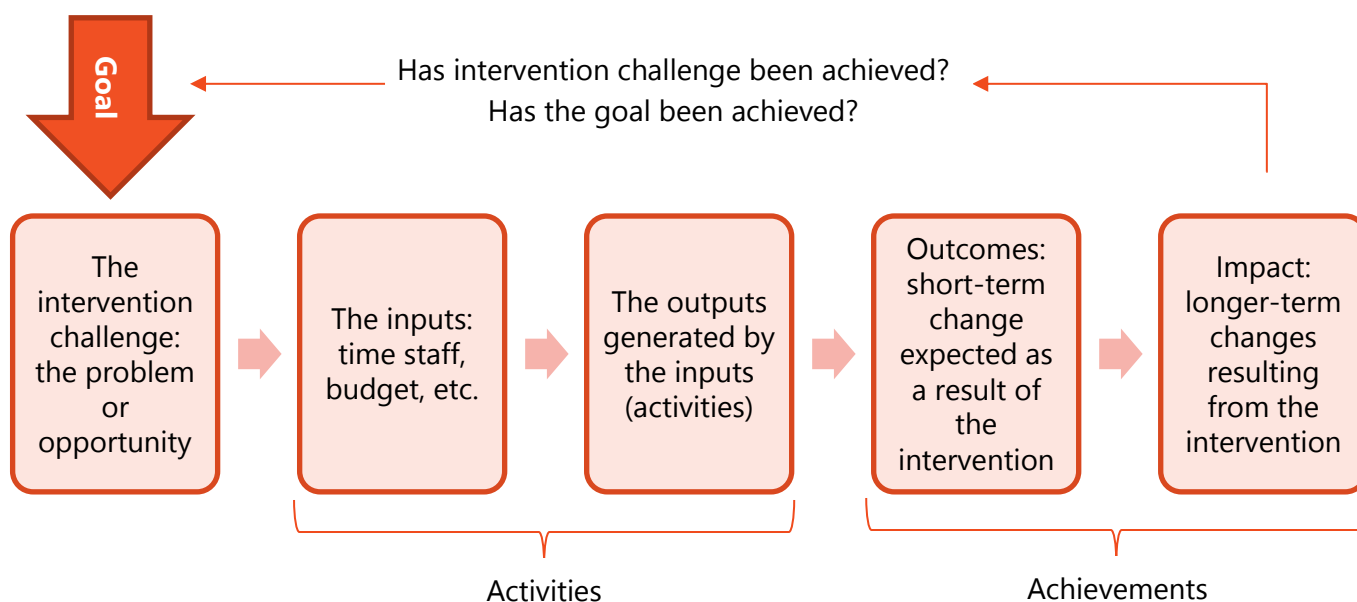 Goal
Has intervention challenge been achieved?
Has the goal been achieved?
The
intervention
challenge:
the problem
or
opportunity
The inputs:
time staff,
budget, etc.
The outputs
generated by
the inputs
(activities)
Outcomes:
short-term
change
expected as
a result of
the
intervention
Impact:
longer-term
changes
resulting
from the
intervention
Activities
Achievements